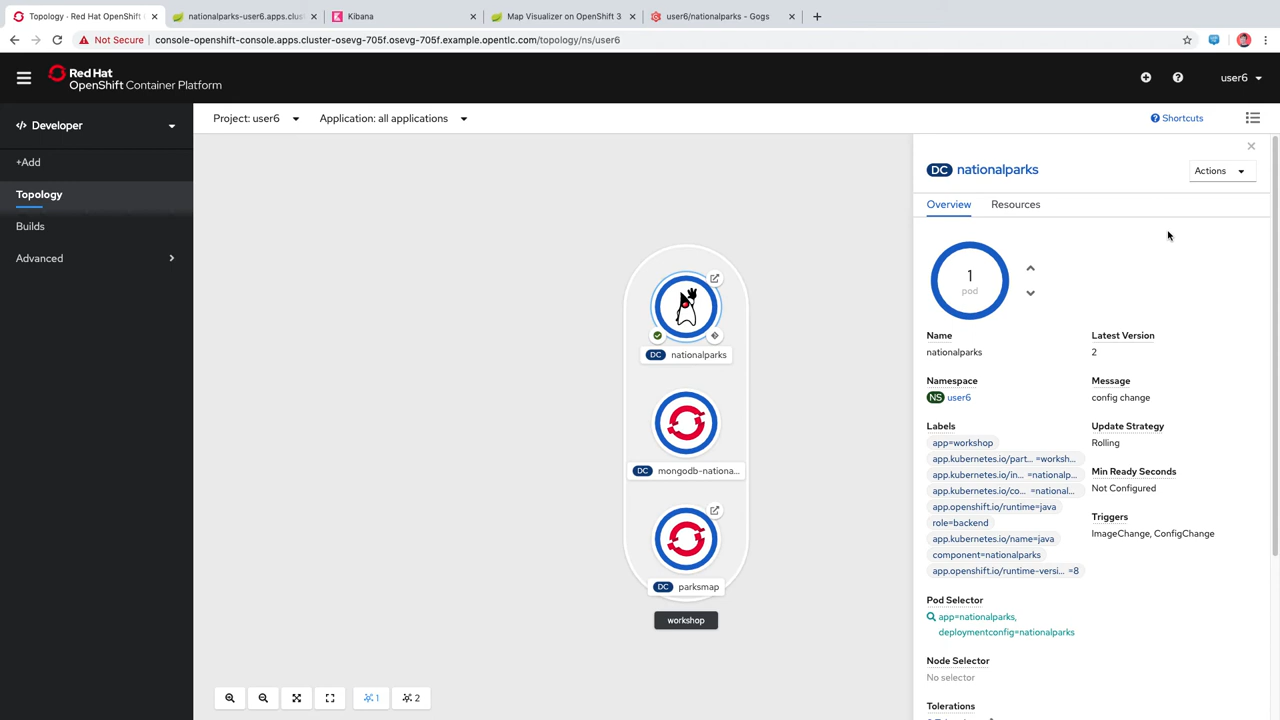 Red Hat OpenShift
nationalparks-user6.apps.clust
Kibana
Map Visualizer on OpenShift 3
user6/nationalparks - Gogs
Not Secure
console-openshift-console.apps.cluster-osevg-705f.osevg-705f.example.opentlc.com/topology/ns/user6
Red Hat
OpenShift Container Platform
user6
Developer
Project: user6
Application: all applications
Shortcuts
+Add
Topology
Builds
Advanced
nationalparks
DC mongodb-nationa...
DC parksmap
workshop
1
2
DC nationalparks
Actions
Overview
Resources
1
pod
Name
nationalparks
Latest Version
2
Namespace
NS user6
Message
config change
Labels
app=workshop
app.kubernetes.io/part... =worksh...
app.kubernetes.io/in... =nationalp...
app.kubernetes.io/co... =national...
app.openshift.io/runtime=java
role=backend
app.kubernetes.io/name=java
component=nationalparks
app.openshift.io/runtime-versi... =8
Update Strategy
Rolling
Min Ready Seconds
Not Configured
Triggers
ImageChange, ConfigChange
Pod Selector
app=nationalparks,
deploymentconfig=nationalparks
Node Selector
No selector
Tolerations